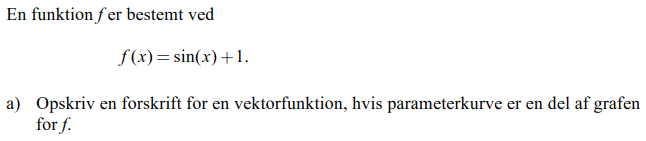 En funktion f er bestemt ved
f(x)=sin(x)+1.
a) Opskriv en forskrift for en vektorfunktion, hvis parameterkurve er en del af grafen
for f.